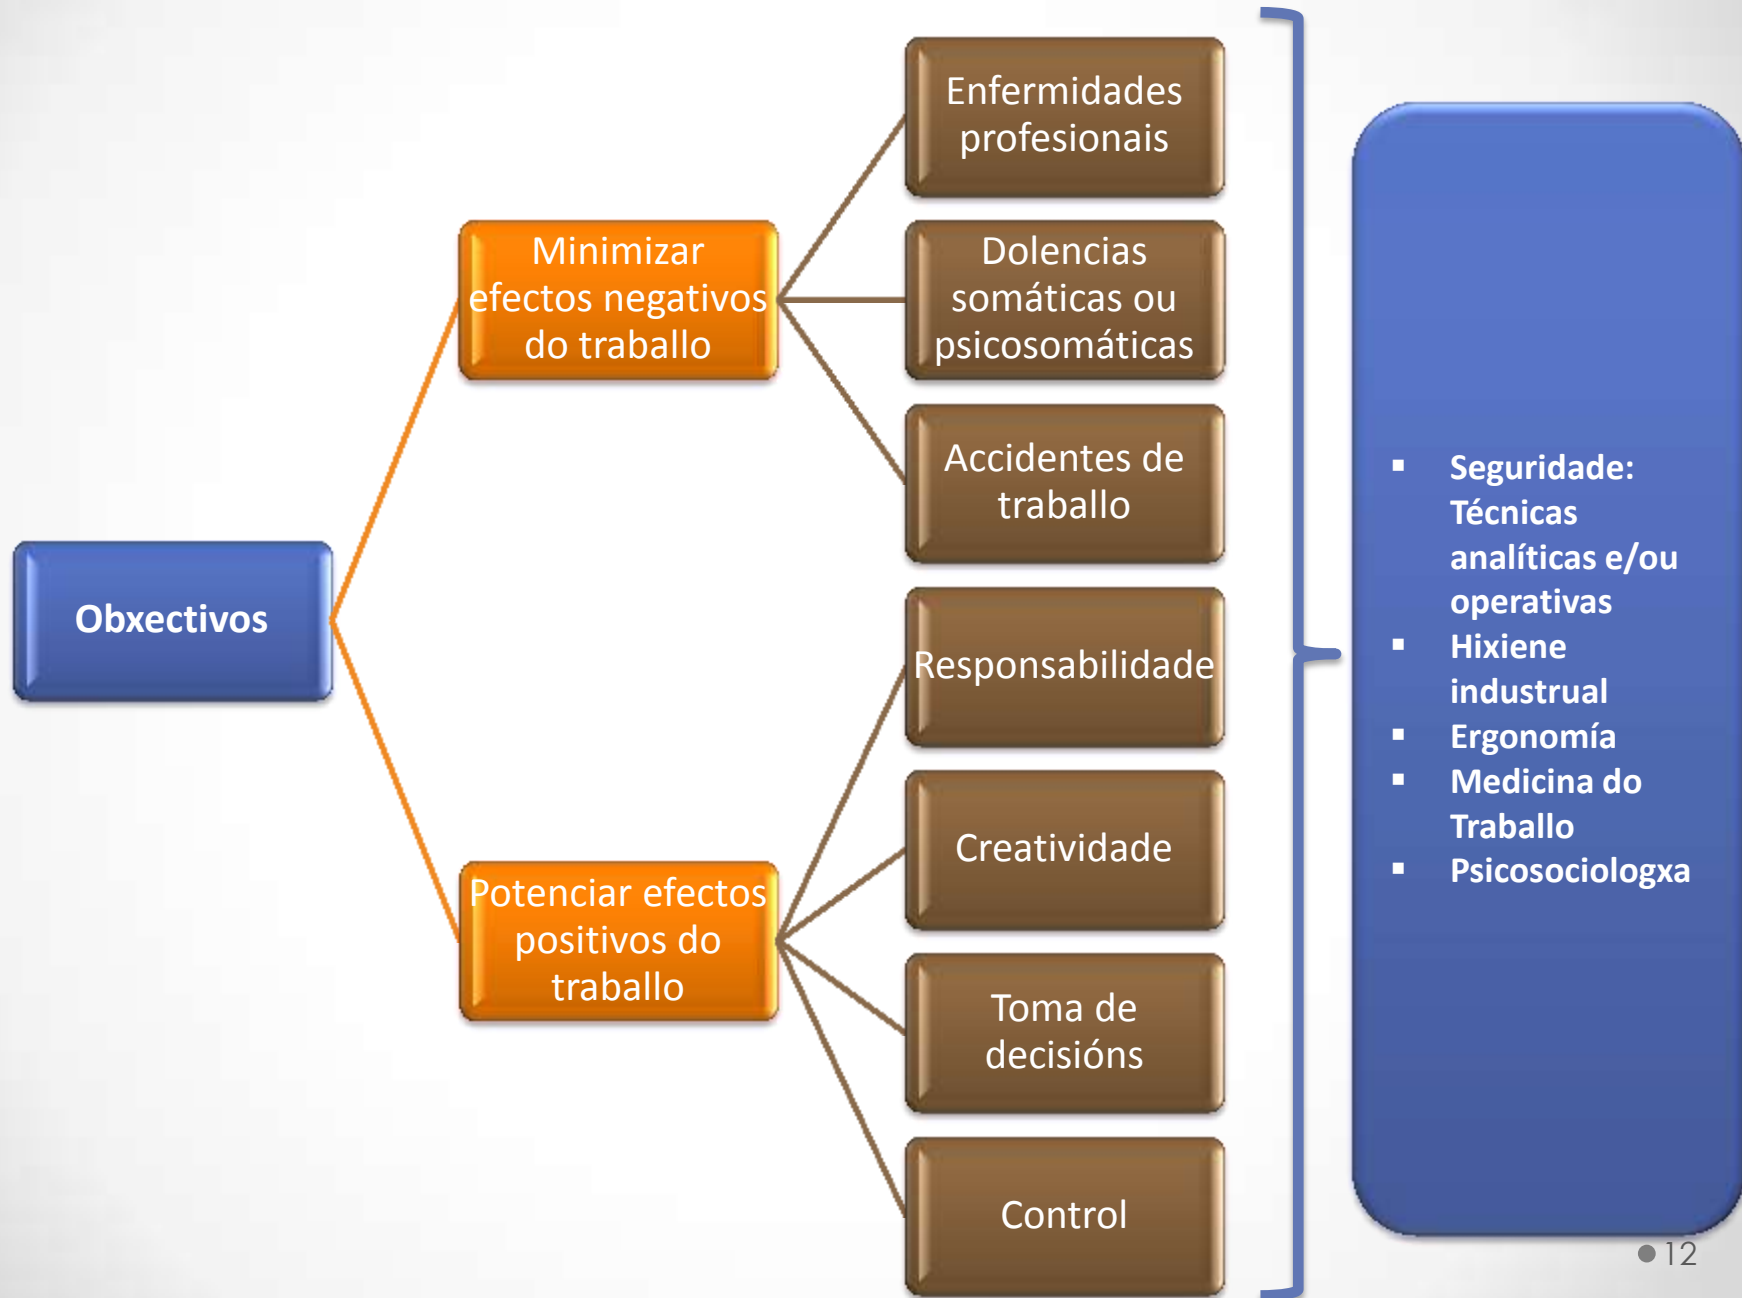 Obxectivos
Minimizar
efectos negativos
do traballo
Enfermidades
profesionais
Dolencias
somáticas ou
psicosomáticas
Accidentes de
traballo
Potenciar efectos
positivos do
traballo
Responsabilidade
Creatividade
Toma de
decisións
Control
▪ Seguridade:
Técnicas
analíticas e/ou
operativas
▪ Hixiene
industrual
▪ Ergonomía
▪ Medicina do
Traballo
▪ Psicosociologxa
● 12